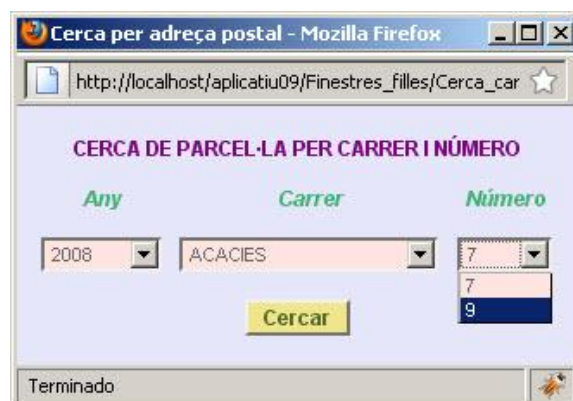 Cerca per adreça postal - Mozilla Firefox
http://localhost/aplicatiu09/Finestres_filles/Cerca_car
CERCA DE PARCEL·LA PER CARRER I NÚMERO
Any Carrer Número
2008 ACACIES 7
7
9
Cercar
Terminado